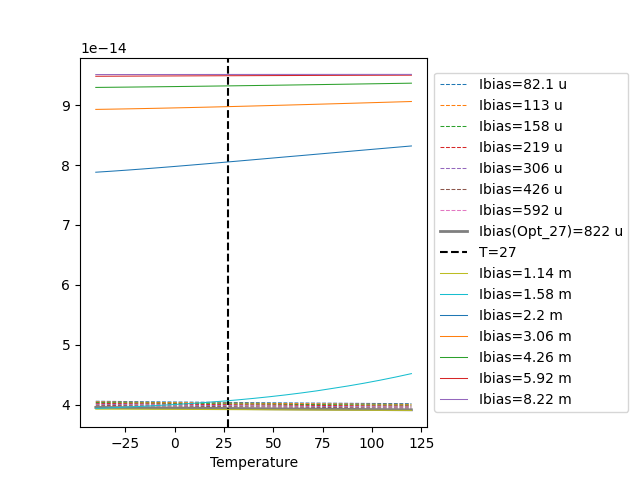 1e−14
9
8
7
6
5
4
−25
0
25
50
75
100
125
Temperature
Ibias=82.1 u
Ibias=113 u
Ibias=158 u
Ibias=219 u
Ibias=306 u
Ibias=426 u
Ibias=592 u
Ibias(Opt_27)=822 u
T=27
Ibias=1.14 m
Ibias=1.58 m
Ibias=2.2 m
Ibias=3.06 m
Ibias=4.26 m
Ibias=5.92 m
Ibias=8.22 m